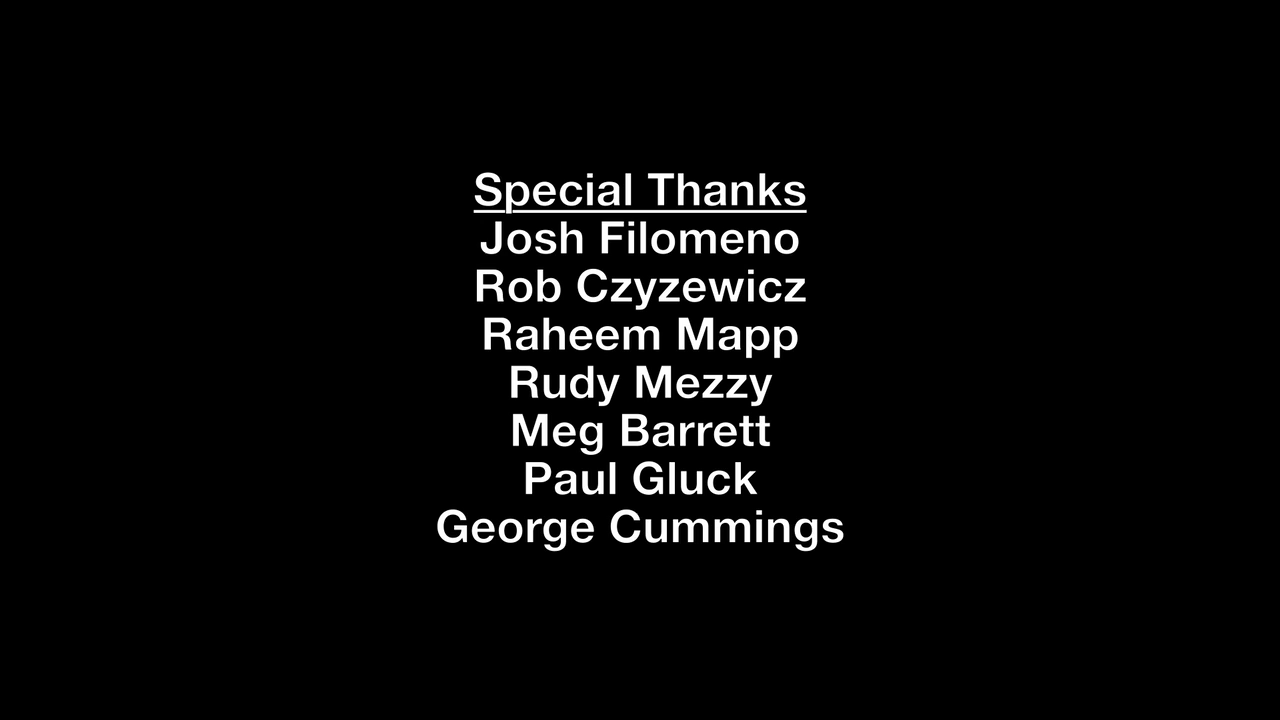 Special Thanks
Josh Filomeno
Rob Czyzewicz
Raheem Mapp
Rudy Mezzy
Meg Barrett
Paul Gluck
George Cummings